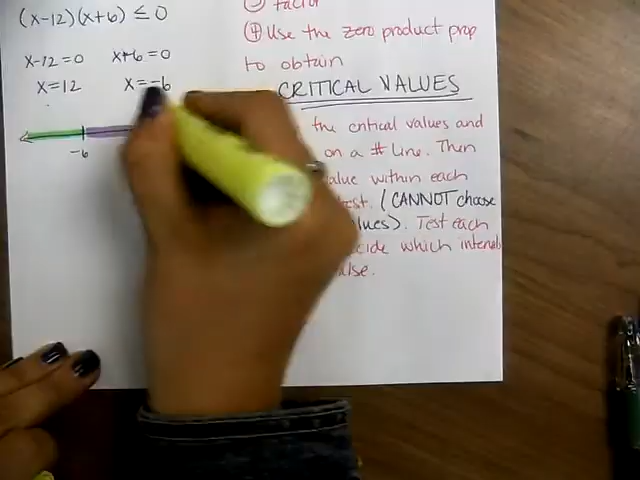 (x-12)(x+6) ≤ 0
x-12=0 x+6=0
x=12 x=-6
-6
factor
④ Use the zero product prop
to obtain
CRITICAL VALUES
the critical values and
on a # line. Then
value within each
test. (CANNOT choose
values). Test each
decide which intervals
false.